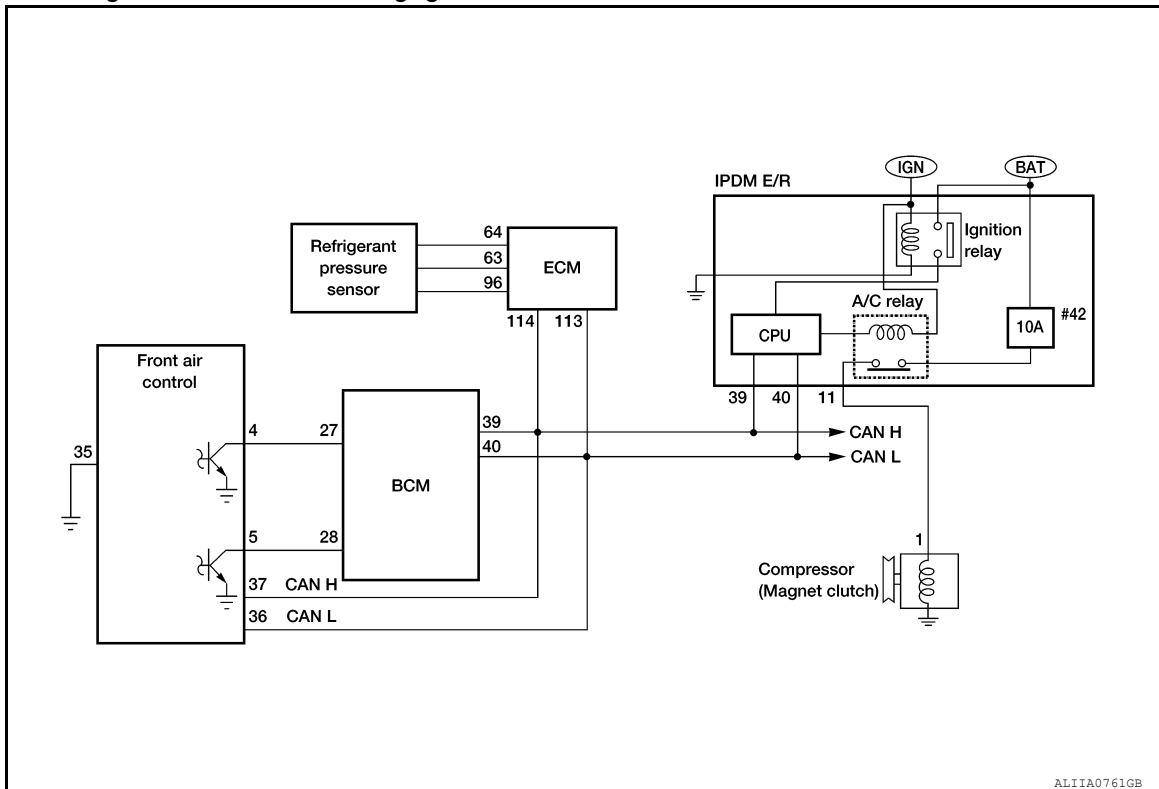 IGN
BAT
IPDM E/R
Ignition
relay
A/C relay
CPU
10A
#42
39
40
11
Refrigerant
pressure
sensor
64
63
96
ECM
114
113
Front air
control
35
4
27
5
28
BCM
39
40
CAN H
CAN L
37
CAN H
36
CAN L
1
Compressor
(Magnet clutch)
ALIIA0761GB